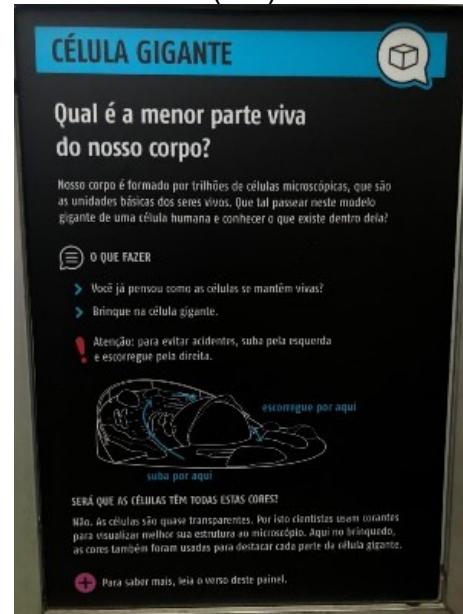 CÉLULA GIGANTE
Qual é a menor parte viva
do nosso corpo?
Nosso corpo é formado por trilhões de células microscópicas, que são
as unidades básicas dos seres vivos. Que tal passear neste modelo
gigante de uma célula humana e conhecer o que existe dentro dela?
O QUE FAZER
Você já pensou como as células se mantêm vivas?
Brinque na célula gigante.
Atenção: para evitar acidentes, suba pela esquerda
e escorregue pela direita.
escorregue por aqui
suba por aqui
SERÁ QUE AS CÉLULAS TÊM TODAS ESTAS CORES?
Não. As células são quase transparentes. Por isto cientistas usam corantes
para visualizar melhor sua estrutura ao microscópio. Aqui no brinquedo,
as cores também foram usadas para destacar cada parte da célula gigante.
Para saber mais, leia o verso deste painel.